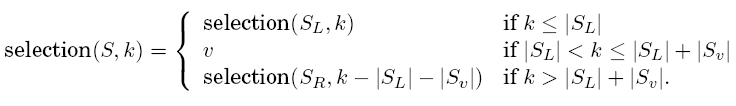 selection(S_L, k) if k ≤ |S_L|
selection(S, k) = { v if |S_L| < k ≤ |S_L| + |S_v|
selection(S_R, k − |S_L| − |S_v|) if k > |S_L| + |S_v|.